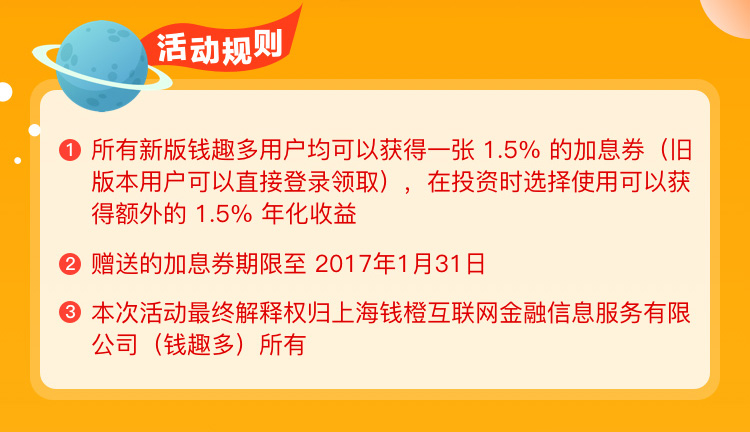 活动规则
1 所有新版钱趣多用户均可以获得一张 1.5% 的加息券（旧
版本用户可以直接登录领取），在投资时选择使用可以获
得额外的 1.5% 年化收益
2 赠送的加息券期限至 2017年1月31日
3 本次活动最终解释权归上海钱橙互联网金融信息服务有限
公司（钱趣多）所有